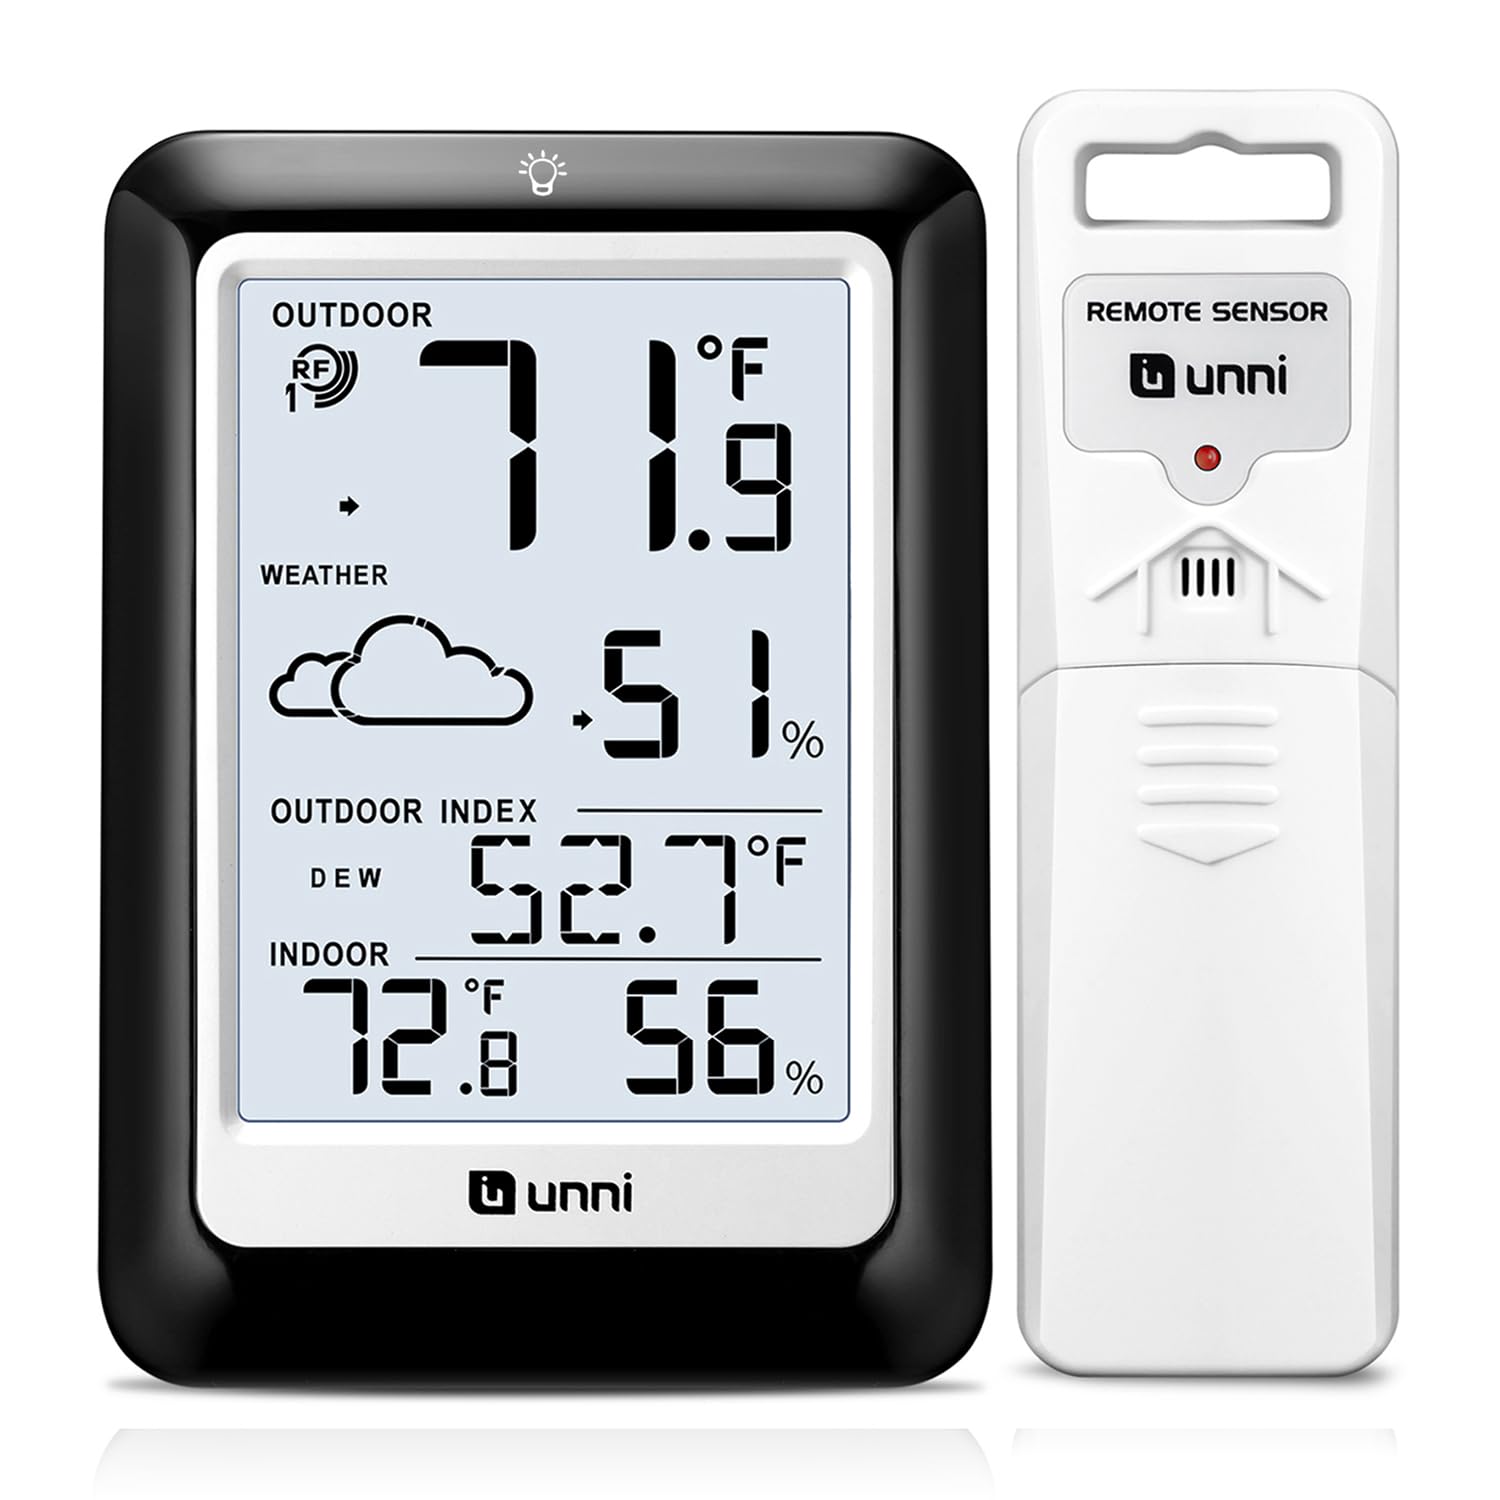 OUTDOOR
RF
1
71.9 °F
WEATHER
51%
OUTDOOR INDEX
DEW 52.7 °F
INDOOR
72.8 °F 56%
unni
REMOTE SENSOR
unni